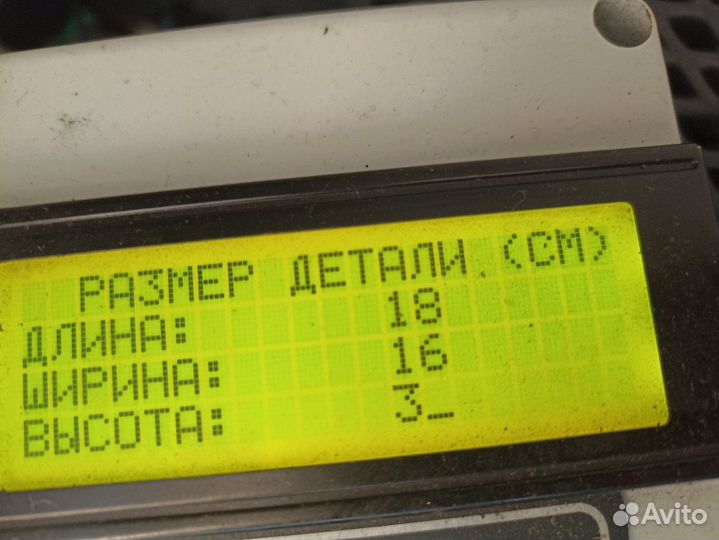 РАЗМЕР ДЕТАЛИ (СМ)
ДЛИНА: 18
ШИРИНА: 16
ВЫСОТА: 3_
Avito